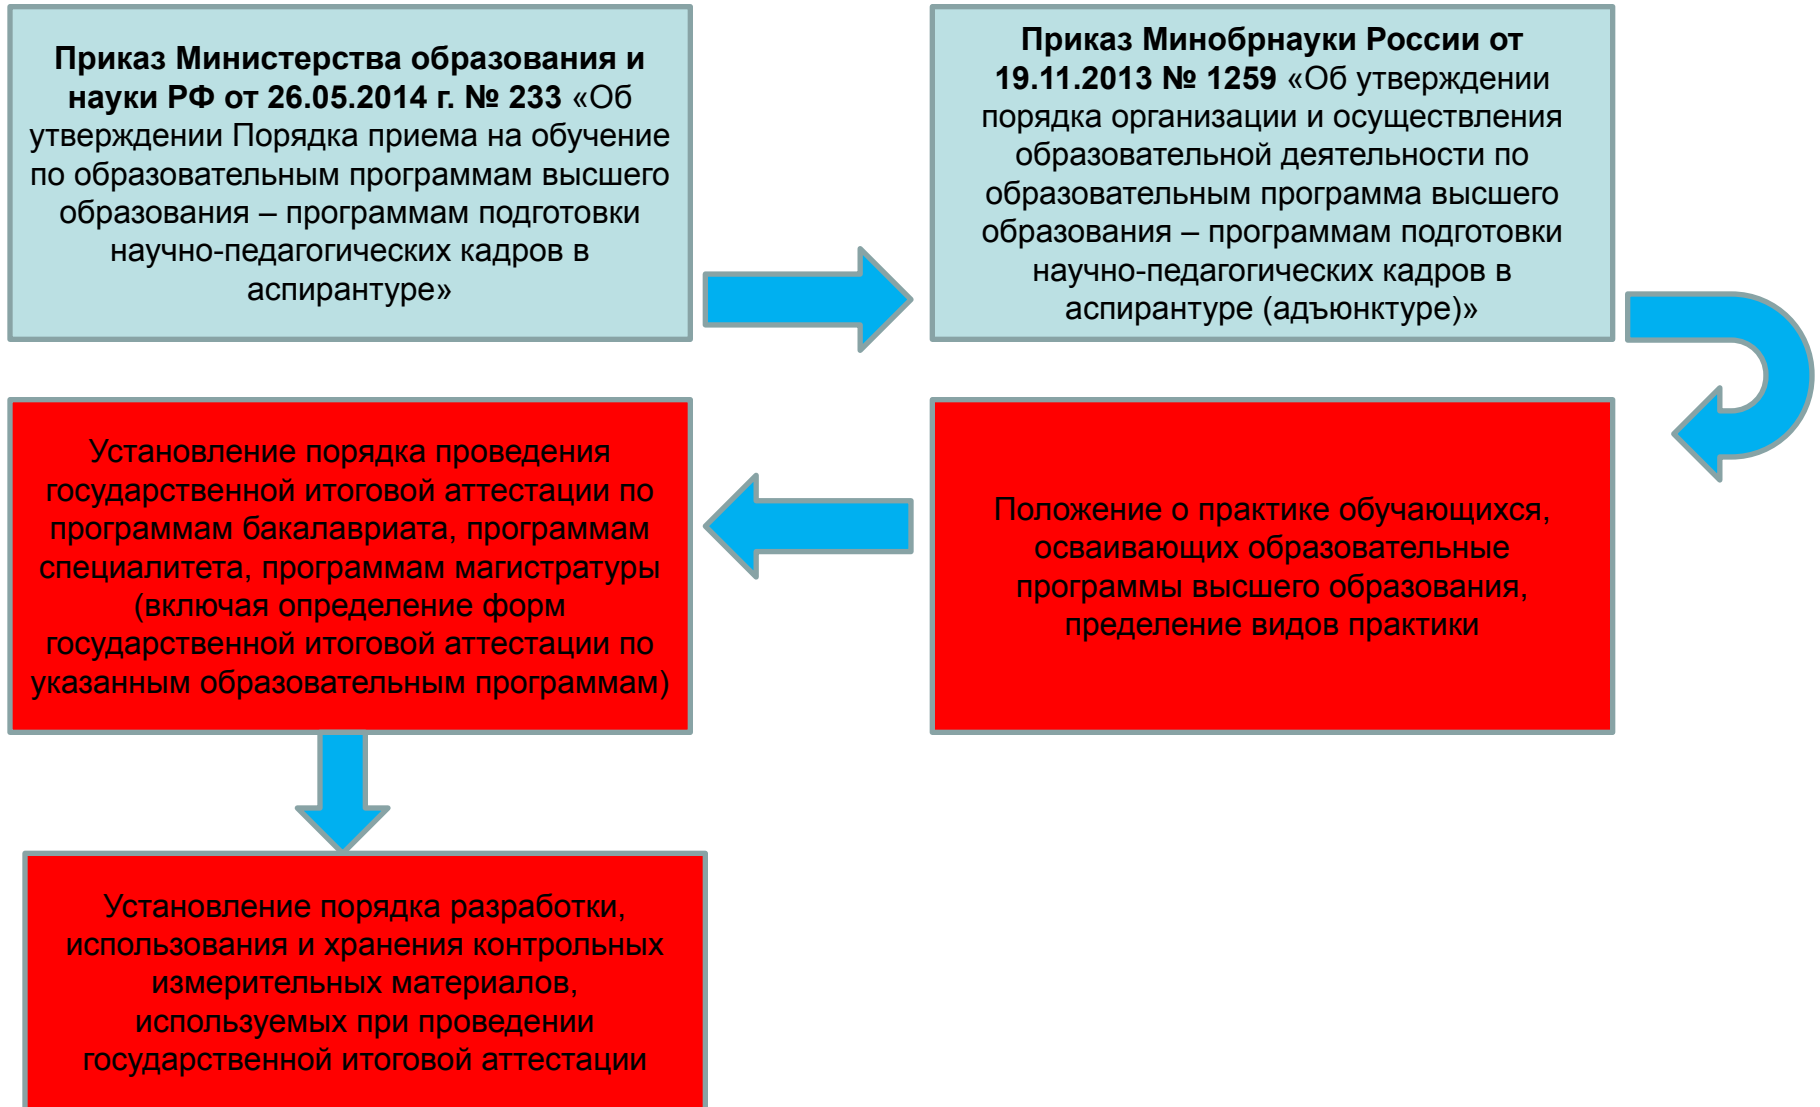 Приказ Министерства образования и
науки РФ от 26.05.2014 г. № 233 «Об
утверждении Порядка приема на обучение
по образовательным программам высшего
образования – программам подготовки
научно-педагогических кадров в
аспирантуре»
Приказ Минобрнауки России от
19.11.2013 № 1259 «Об утверждении
порядка организации и осуществления
образовательной деятельности по
образовательным программа высшего
образования – программам подготовки
научно-педагогических кадров в
аспирантуре (адъюнктуре)»
Положение о практике обучающихся,
осваивающих образовательные
программы высшего образования,
пределение видов практики
Установление порядка проведения
государственной итоговой аттестации по
программам бакалавриата, программам
специалитета, программам магистратуры
(включая определение форм
государственной итоговой аттестации по
указанным образовательным программам)
Установление порядка разработки,
использования и хранения контрольных
измерительных материалов,
используемых при проведении
государственной итоговой аттестации